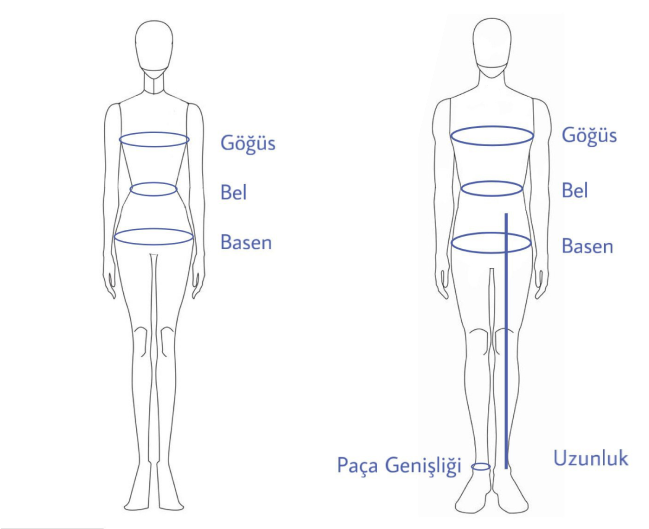 Göğüs
Bel
Basen
Göğüs
Bel
Basen
Paça Genişliği
Uzunluk